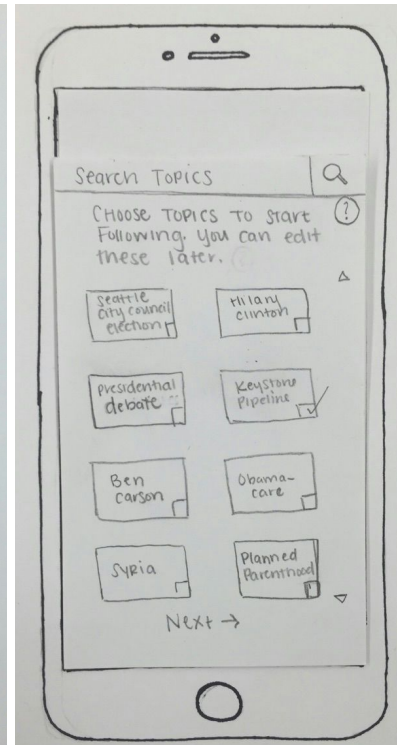 Search Topics
CHOOSE TOPICS TO START
Following. You can edit
these later.
?
Seattle
city council
election
Hilary
Clinton
Presidential
debate
Keystone
Pipeline
Ben
Carson
Obama-
care
Syria
Planned
Parenthood
Next →